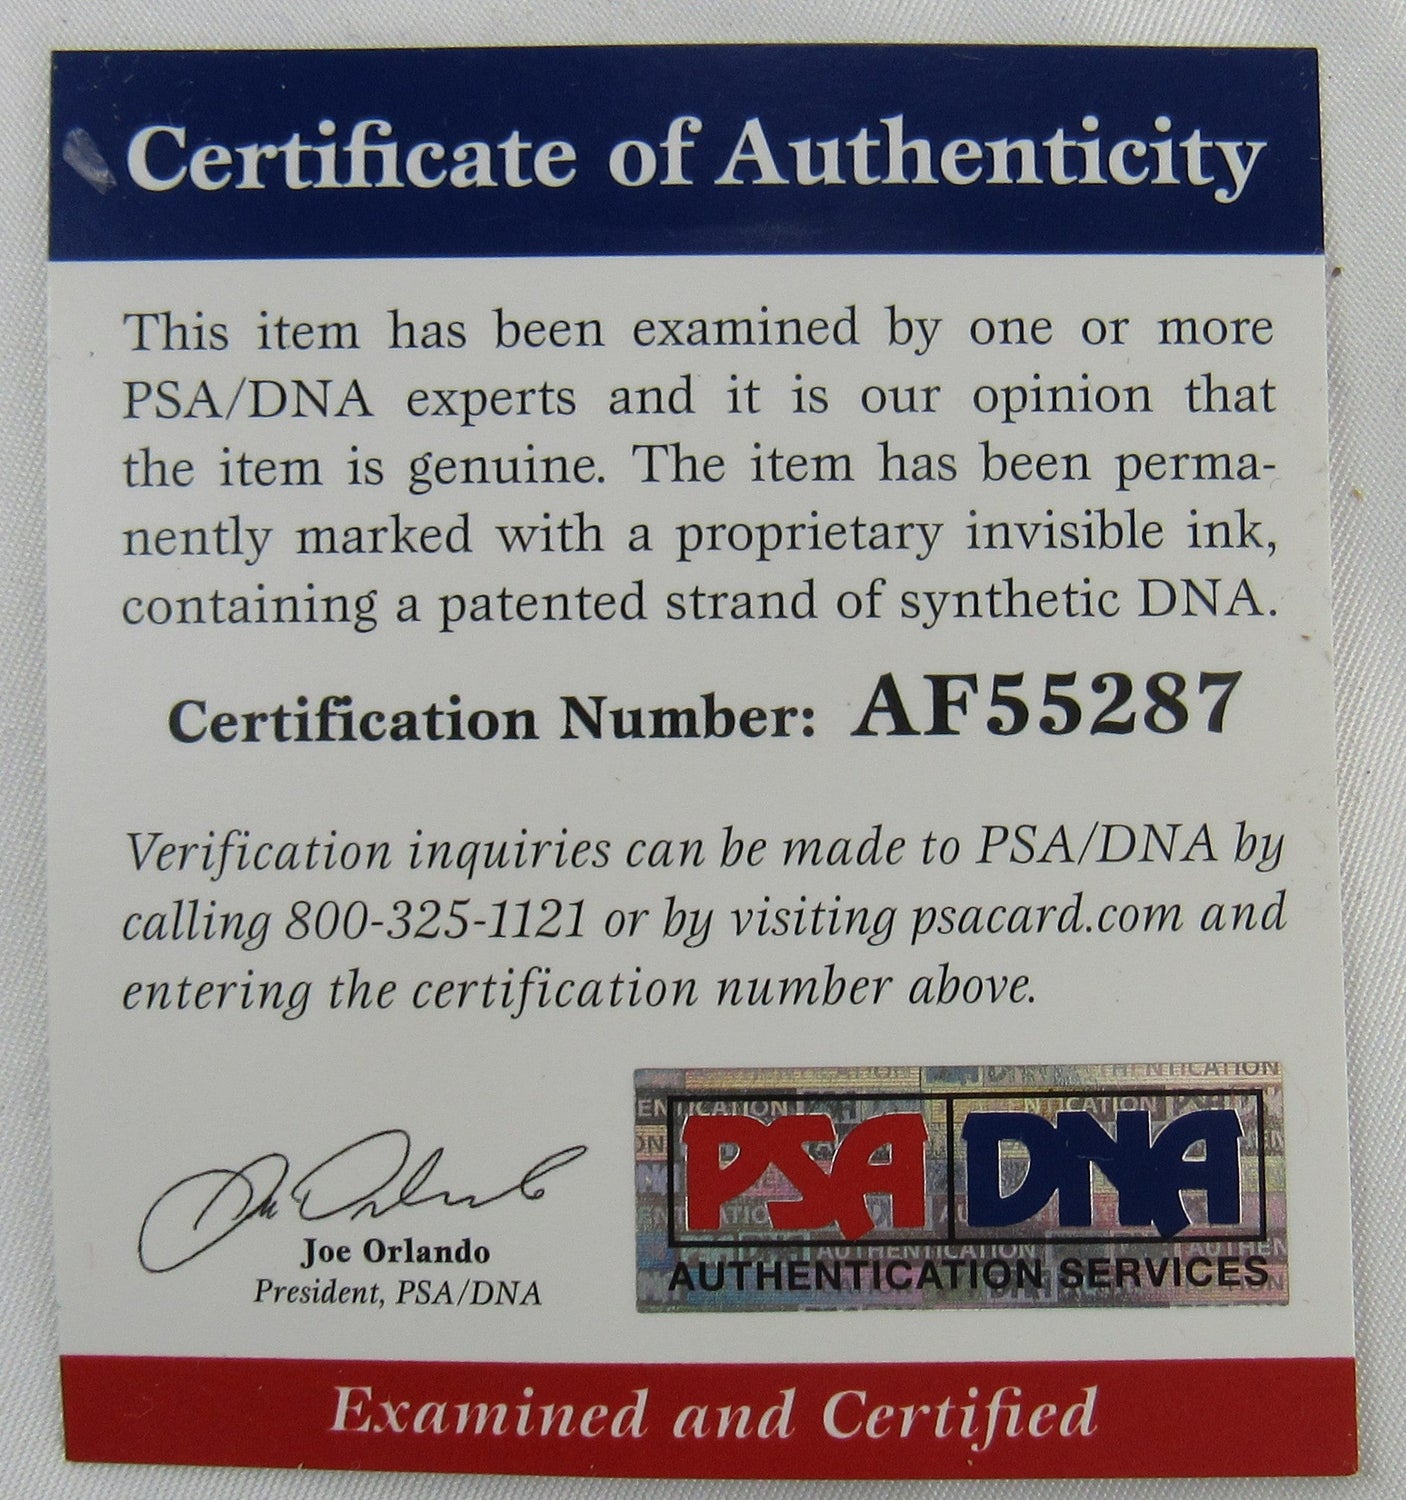 Certificate of Authenticity
This item has been examined by one or more
PSA/DNA experts and it is our opinion that
the item is genuine. The item has been perma-
nently marked with a proprietary invisible ink,
containing a patented strand of synthetic DNA.
Certification Number: AF55287
Verification inquiries can be made to PSA/DNA by
calling 800-325-1121 or by visiting psacard.com and
entering the certification number above.
Joe Orlando
President, PSA/DNA
PSA DNA
AUTHENTICATION SERVICES
Examined and Certified